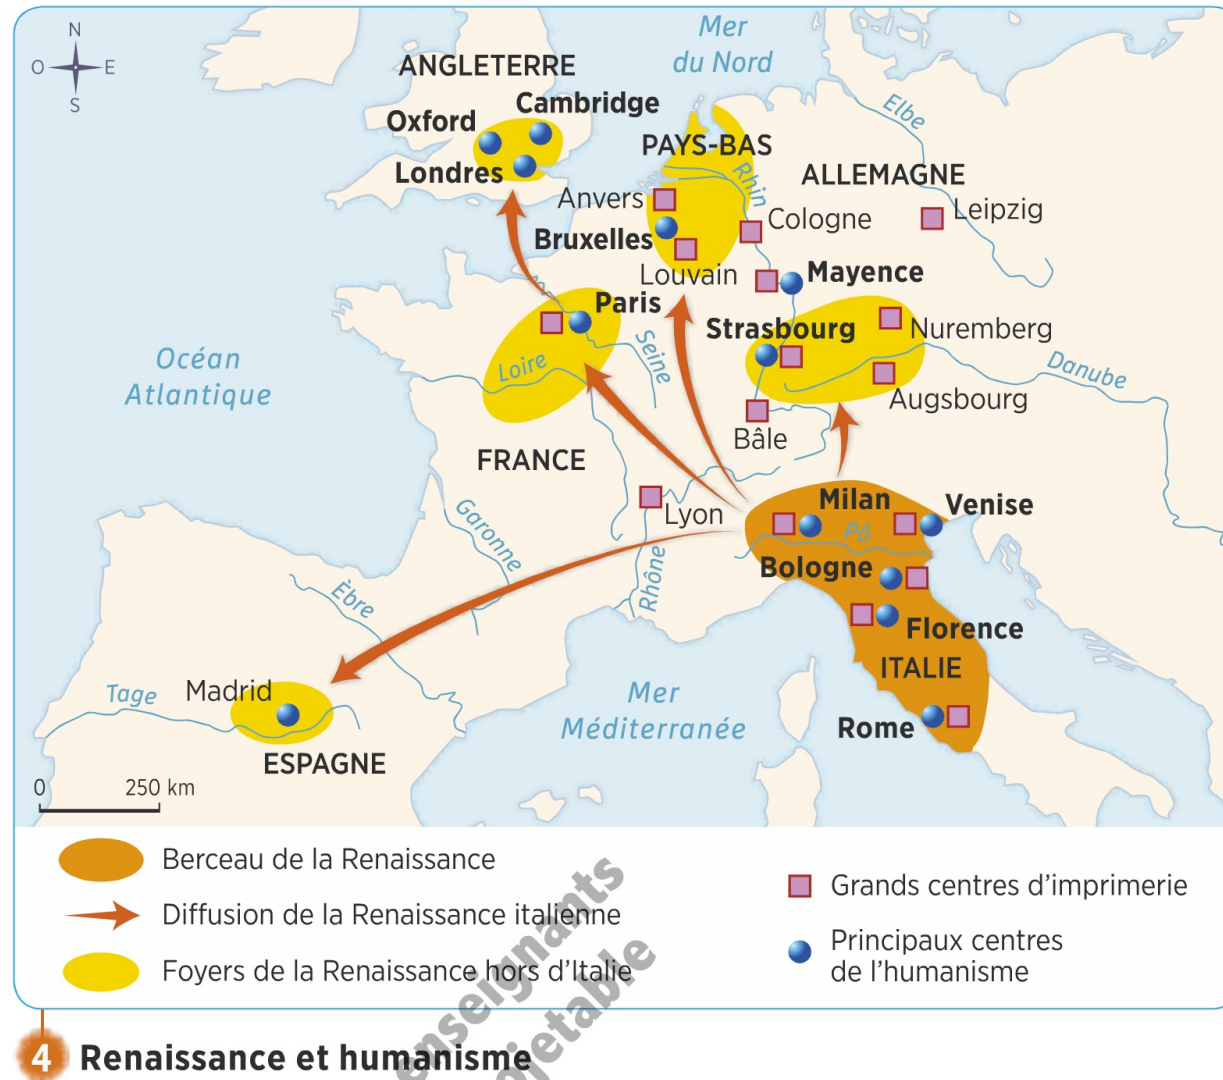 N
O
E
S
Mer
du Nord
ANGLETERRE
Cambridge
Oxford
Londres
PAYS-BAS
Elbe
Rhin
ALLEMAGNE
Anvers
Cologne
Leipzig
Bruxelles
Louvain
Mayence
Paris
Strasbourg
Nuremberg
Seine
Océan
Atlantique
Loire
Danube
Augsbourg
Bâle
FRANCE
Milan
Venise
Lyon
Garonne
Pô
Rhône
Bologne
Èbre
Florence
ITALIE
Madrid
Tage
Mer
Méditerranée
Rome
ESPAGNE
0 250 km
Berceau de la Renaissance
Diffusion de la Renaissance italienne
Foyers de la Renaissance hors d'Italie
Grands centres d'imprimerie
Principaux centres
de l'humanisme
4 Renaissance et humanisme